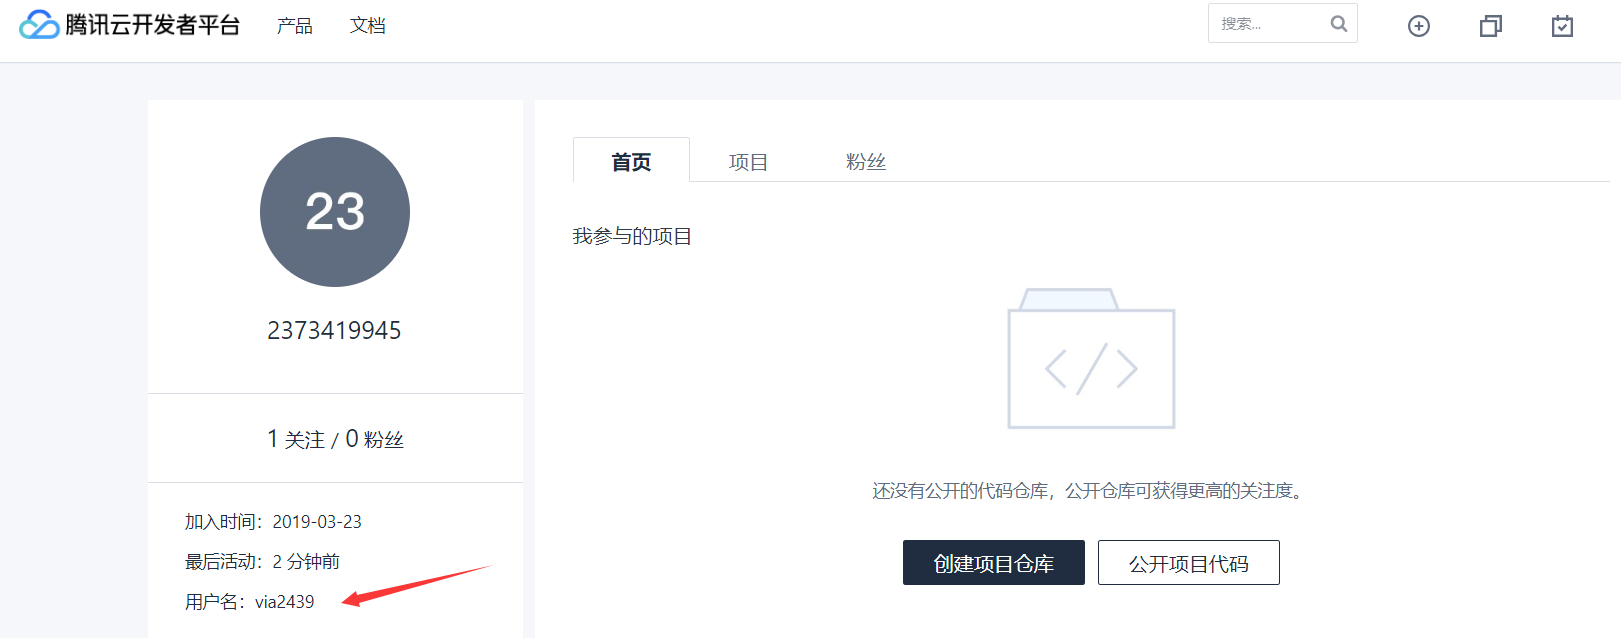 腾讯云开发者平台 产品 文档 搜索...
23
2373419945
1 关注 / 0 粉丝
加入时间：2019-03-23
最后活动：2 分钟前
用户名：via2439
首页 项目 粉丝
我参与的项目
</>
还没有公开的代码仓库，公开仓库可获得更高的关注度。
创建项目仓库 公开项目代码